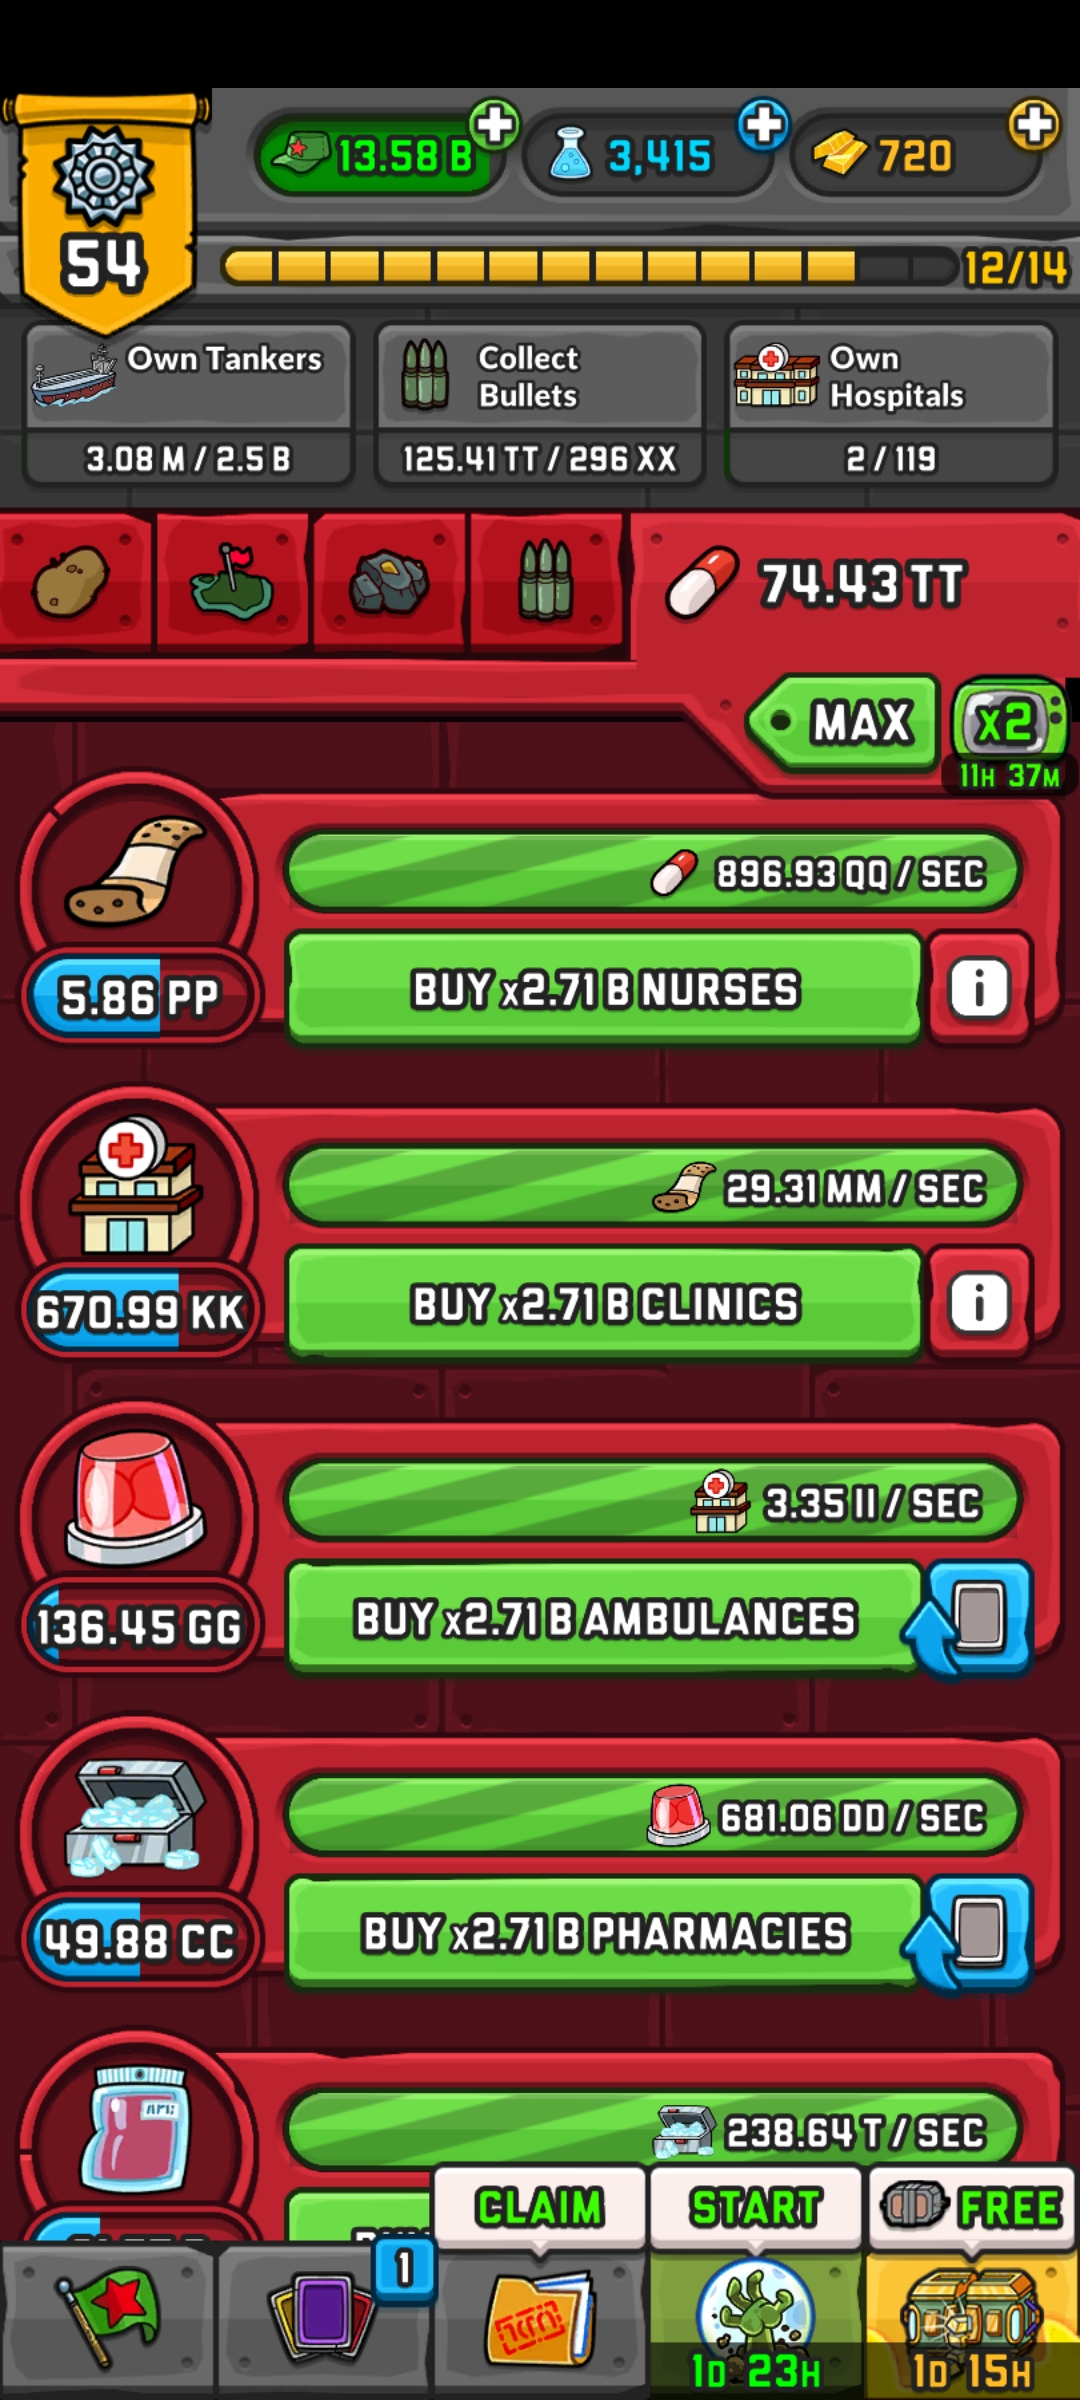 54
13.58 B
3,415
720
12/14
Own Tankers
3.08 M / 2.5 B
Collect
Bullets
125.41 TT / 296 XX
Own
Hospitals
2 / 119
74.43 TT
MAX
x2
11H 37M
896.93 QQ / SEC
5.86 PP
BUY x2.71 B NURSES
i
29.31 MM / SEC
670.99 KK
BUY x2.71 B CLINICS
i
3.35 II / SEC
136.45 GG
BUY x2.71 B AMBULANCES
681.06 DD / SEC
49.88 CC
BUY x2.71 B PHARMACIES
238.64 T / SEC
CLAIM
START
FREE
1
1D 23H
1D 15H